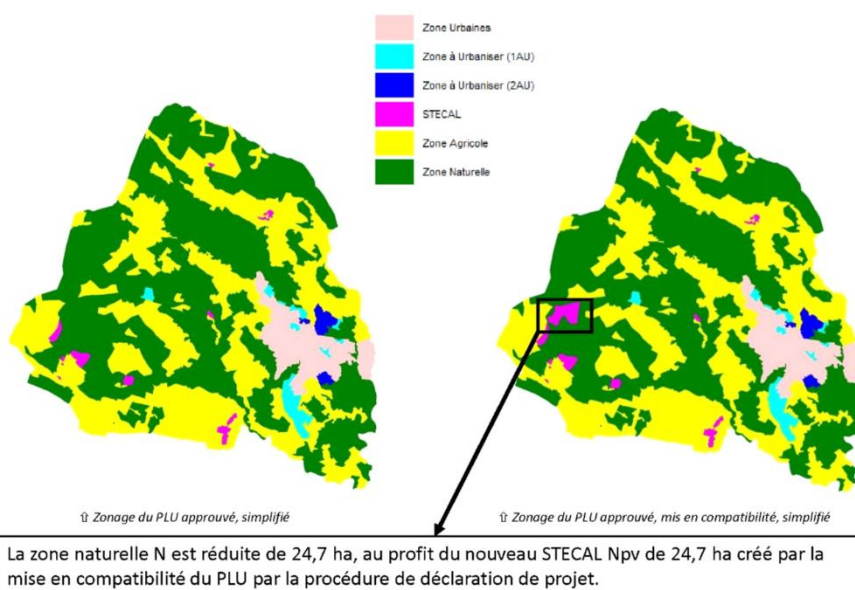 Zone Urbaines
Zone à Urbaniser (1AU)
Zone à Urbaniser (2AU)
STECAL
Zone Agricole
Zone Naturelle
⇧ Zonage du PLU approuvé, simplifié
⇧ Zonage du PLU approuvé, mis en compatibilité, simplifié
La zone naturelle N est réduite de 24,7 ha, au profit du nouveau STECAL Npv de 24,7 ha créé par la
mise en compatibilité du PLU par la procédure de déclaration de projet.